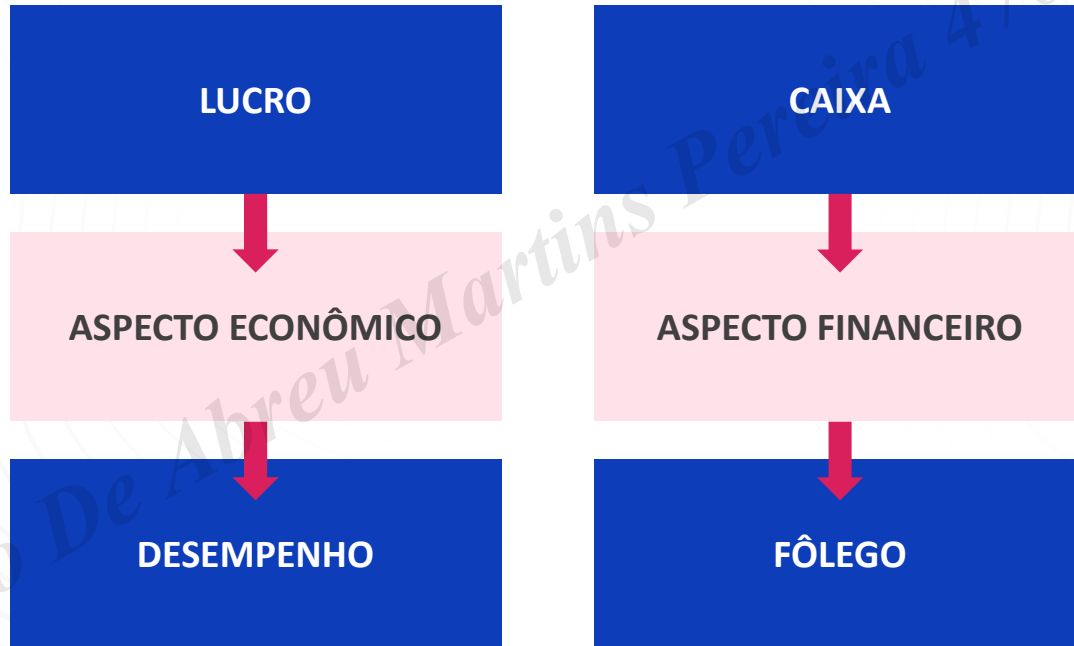 LUCRO
CAIXA
ASPECTO ECONÔMICO
ASPECTO FINANCEIRO
DESEMPENHO
FÔLEGO
De Abreu Martins Pereira